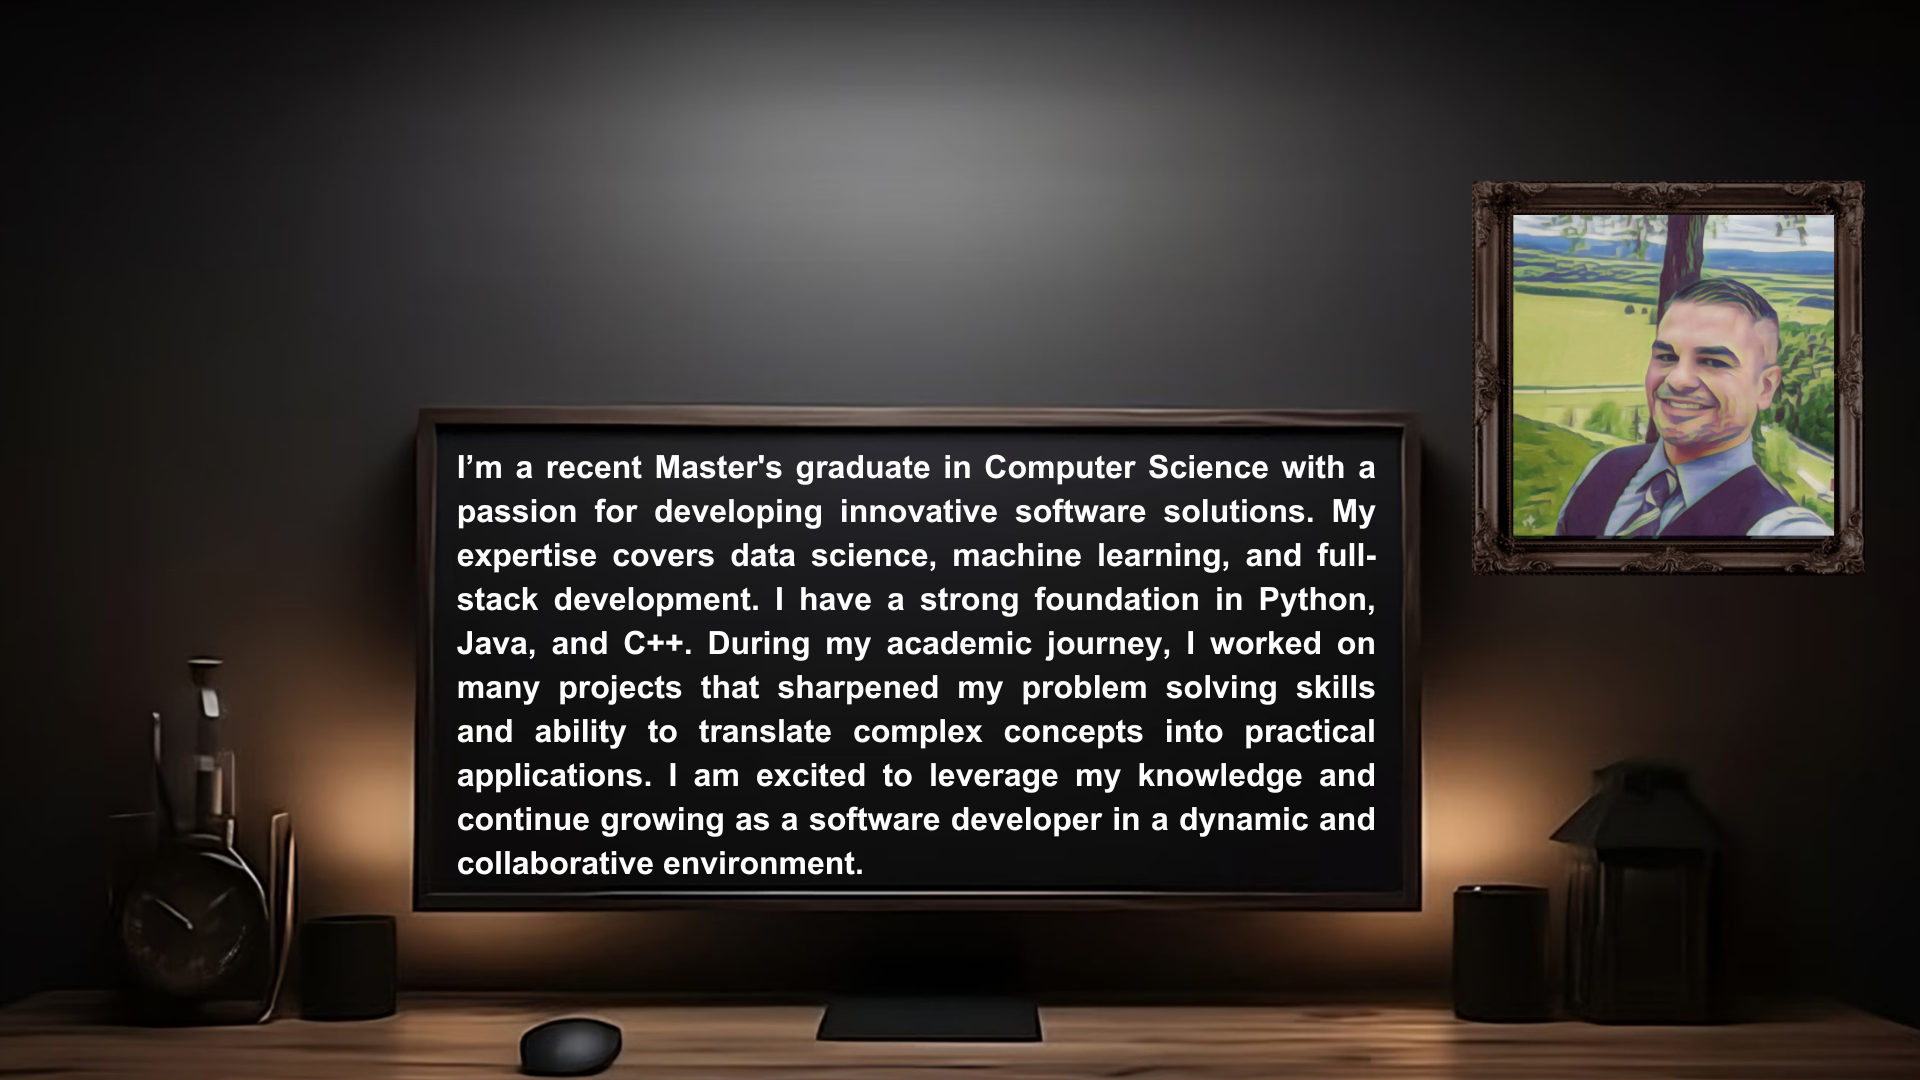 I’m a recent Master's graduate in Computer Science with a
passion for developing innovative software solutions. My
expertise covers data science, machine learning, and full-
stack development. I have a strong foundation in Python,
Java, and C++. During my academic journey, I worked on
many projects that sharpened my problem solving skills
and ability to translate complex concepts into practical
applications. I am excited to leverage my knowledge and
continue growing as a software developer in a dynamic and
collaborative environment.